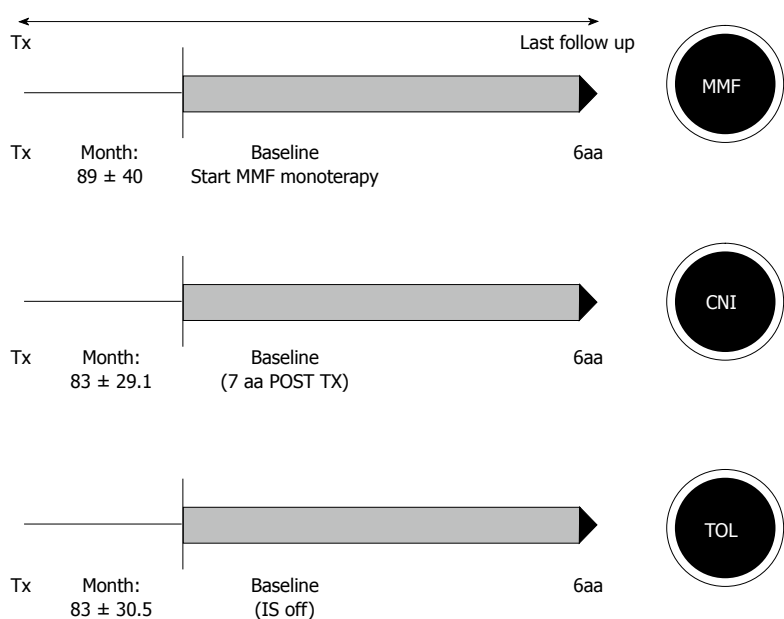 Tx Last follow up
MMF
Tx Month: Baseline 6aa
89 ± 40 Start MMF monoterapy
CNI
Tx Month: Baseline 6aa
83 ± 29.1 (7 aa POST TX)
TOL
Tx Month: Baseline 6aa
83 ± 30.5 (IS off)